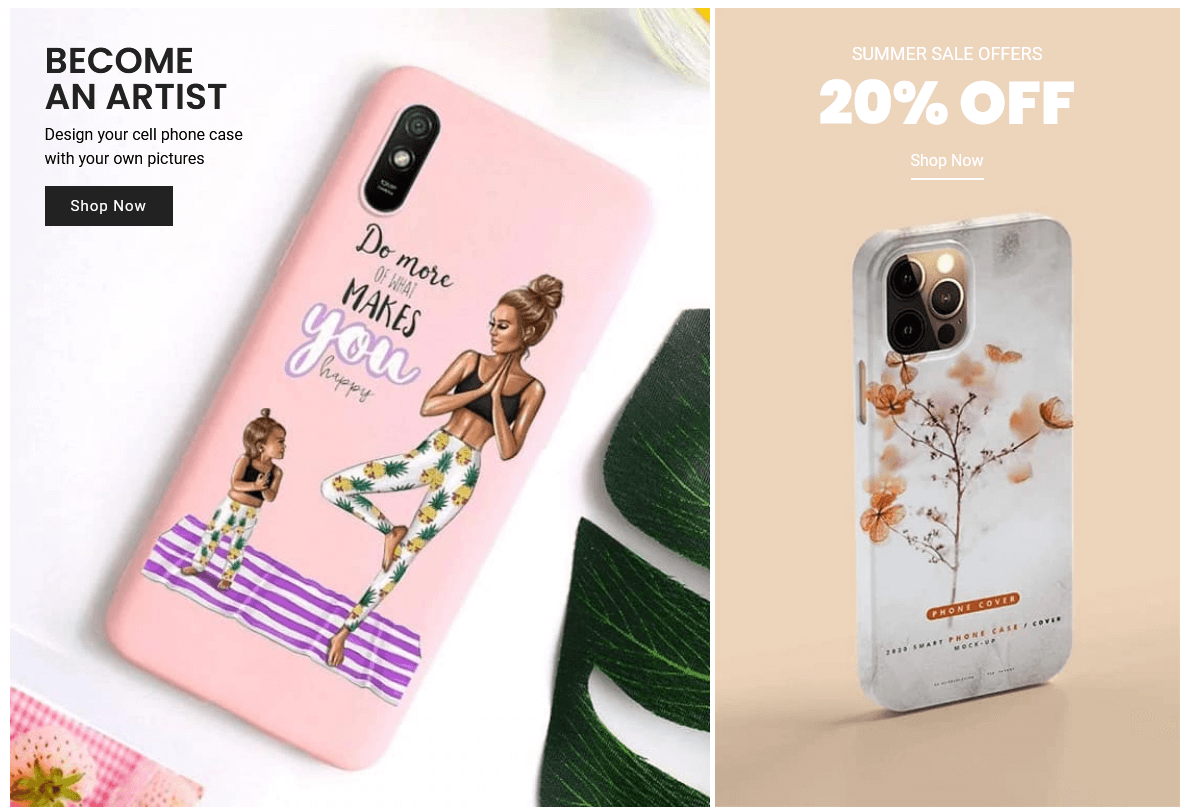 BECOME
AN ARTIST
Design your cell phone case
with your own pictures
Shop Now
Do more
OF WHAT
MAKES
you
happy
SUMMER SALE OFFERS
20% OFF
Shop Now
PHONE COVER
2020 SMART PHONE CASE / COVER
MOCK-UP